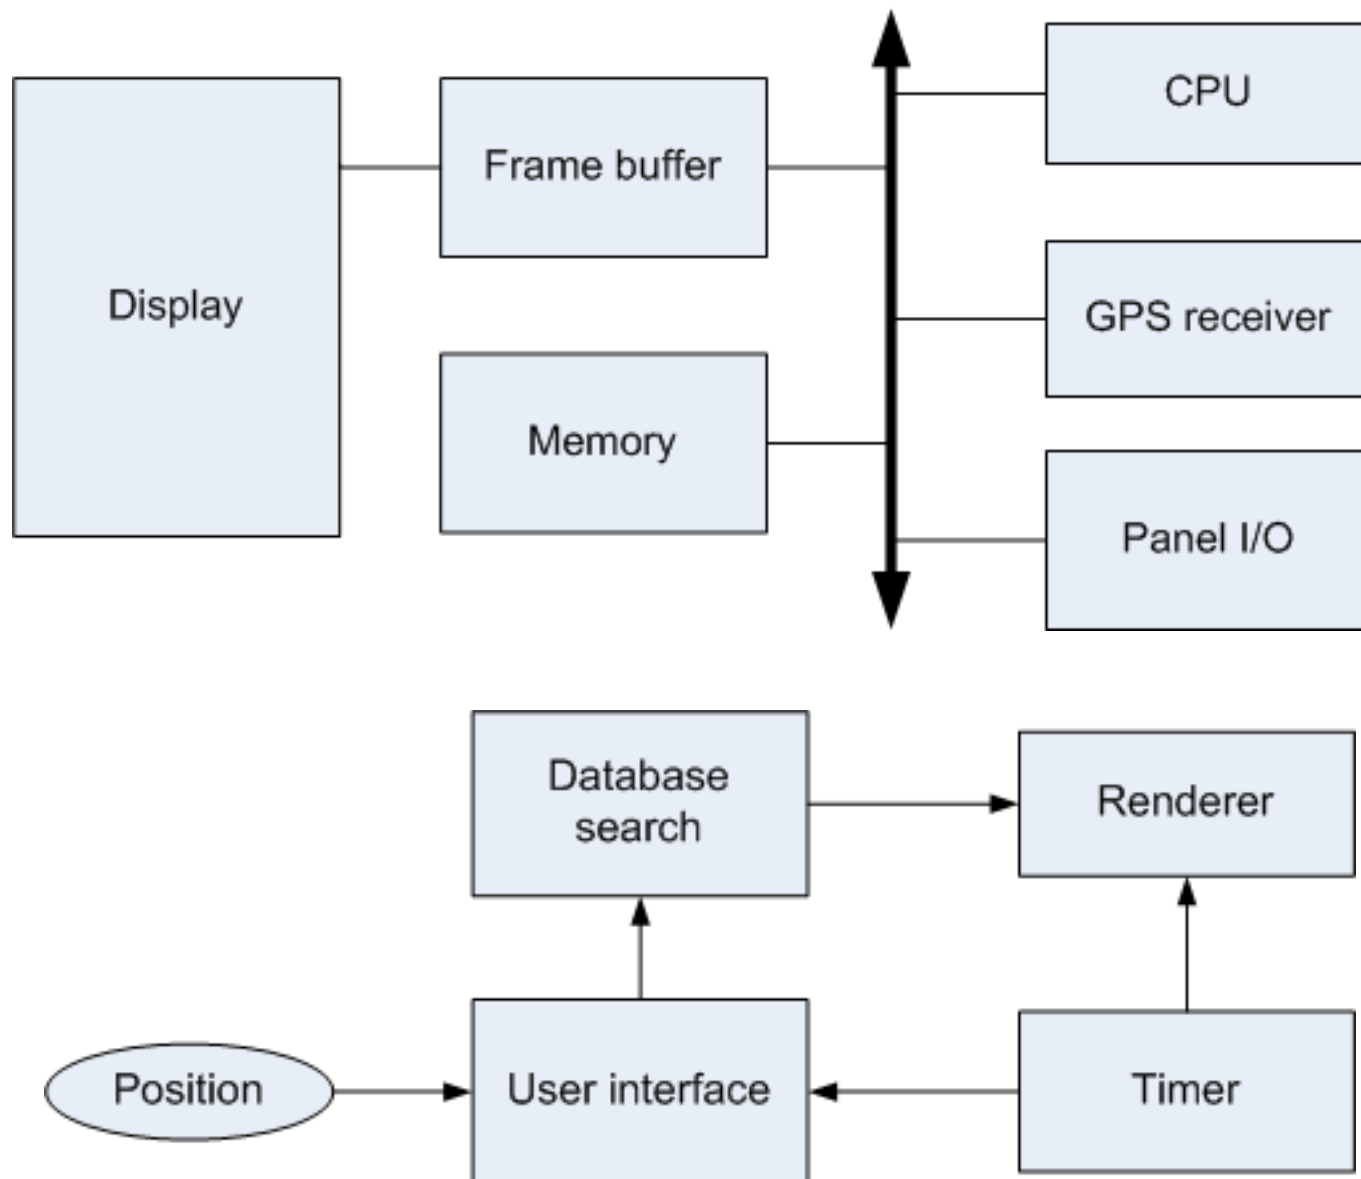 CPU
Frame buffer
Display
GPS receiver
Memory
Panel I/O
Database
search
Renderer
Position
User interface
Timer